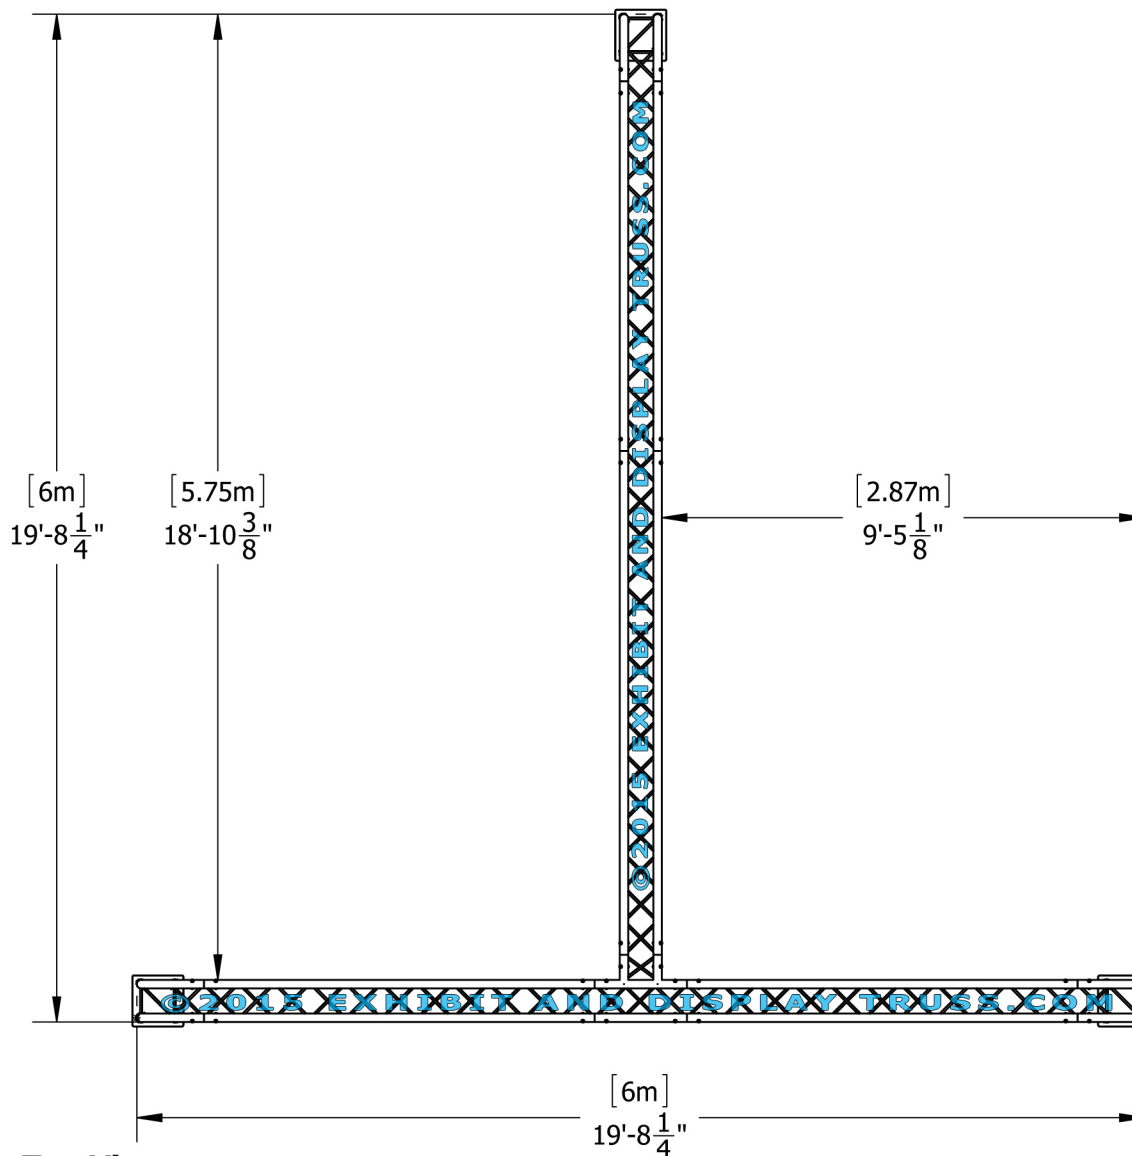 ©2015 EXHIBIT AND DISPLAY TRUSS.COM
[6m]
19'-8 1/4"
[5.75m]
18'-10 3/8"
[2.87m]
9'-5 1/8"
©2015 EXHIBIT AND DISPLAY TRUSS.COM
[6m]
19'-8 1/4"